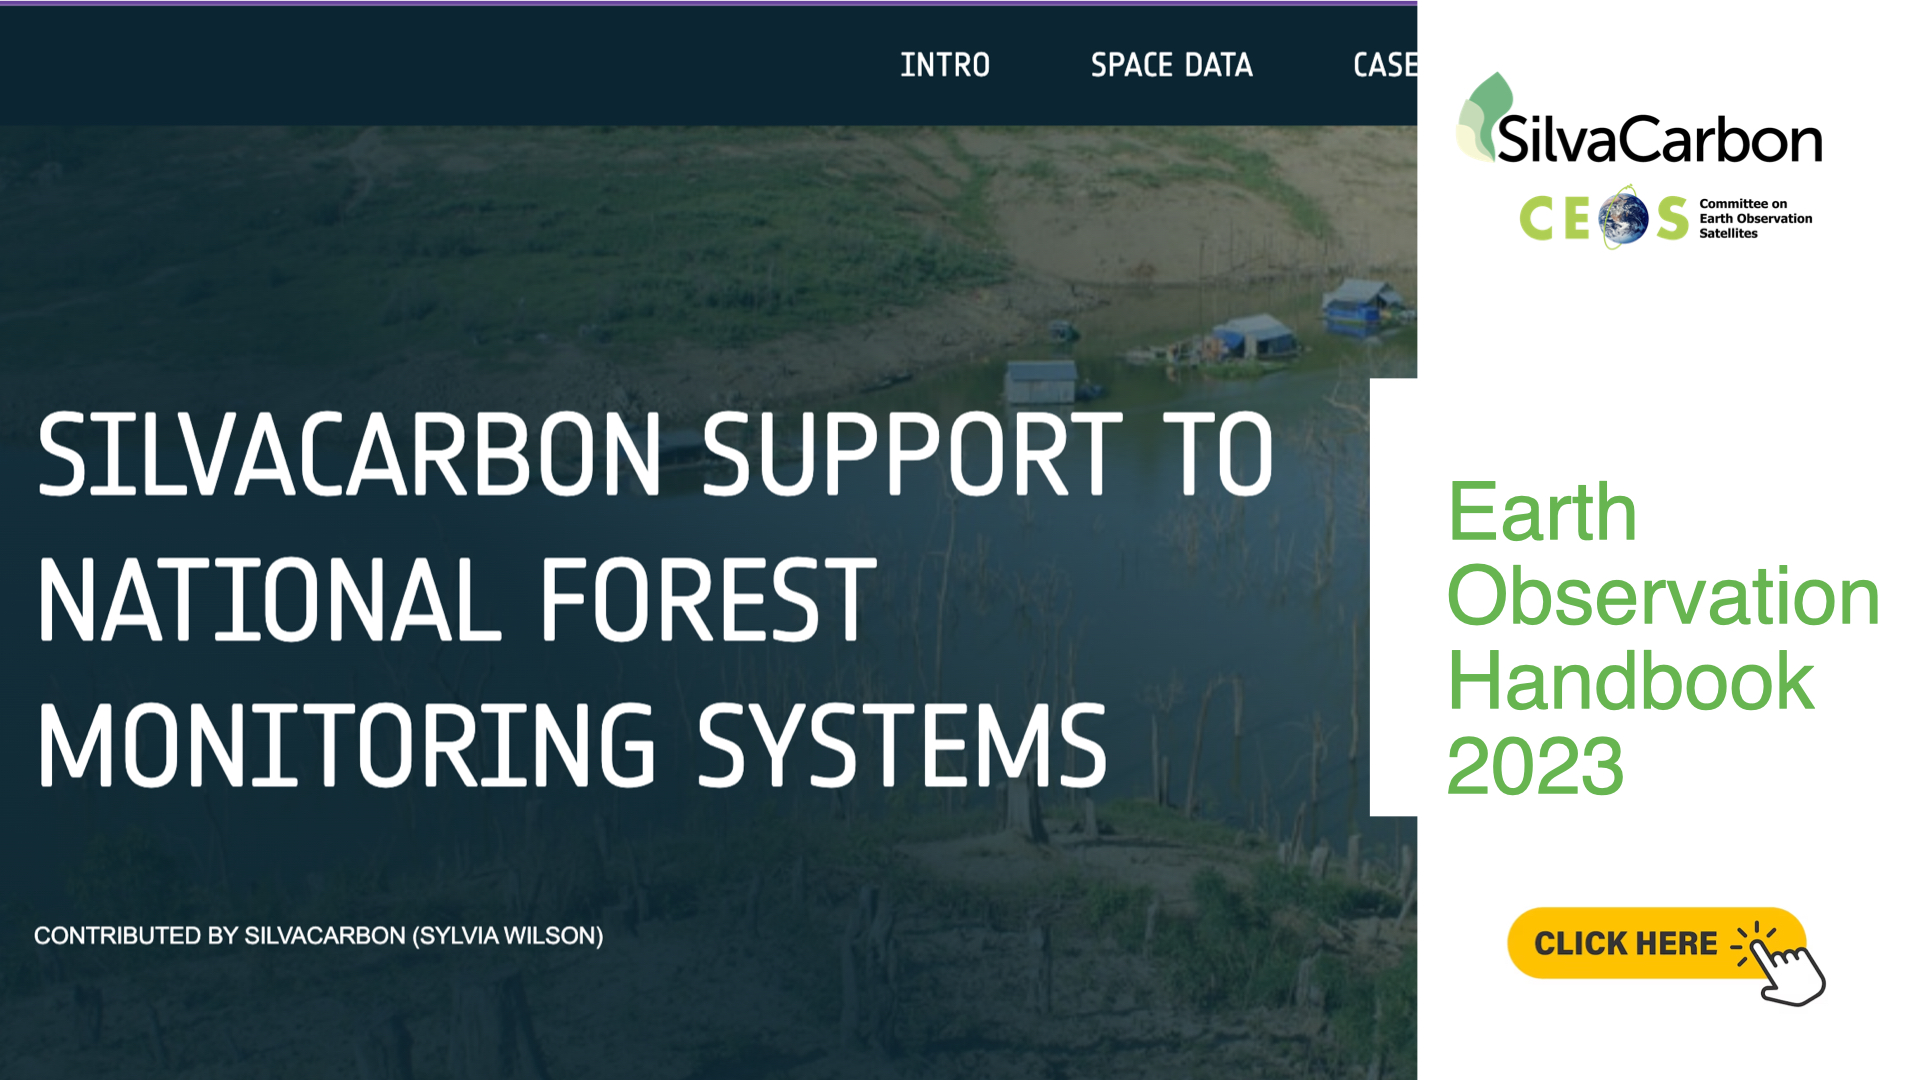 INTRO
SPACE DATA
CASE
SILVACARBON SUPPORT TO
NATIONAL FOREST
MONITORING SYSTEMS
CONTRIBUTED BY SILVACARBON (SYLVIA WILSON)
SilvaCarbon
CEOS
Committee on
Earth Observation
Satellites
Earth
Observation
Handbook
2023
CLICK HERE